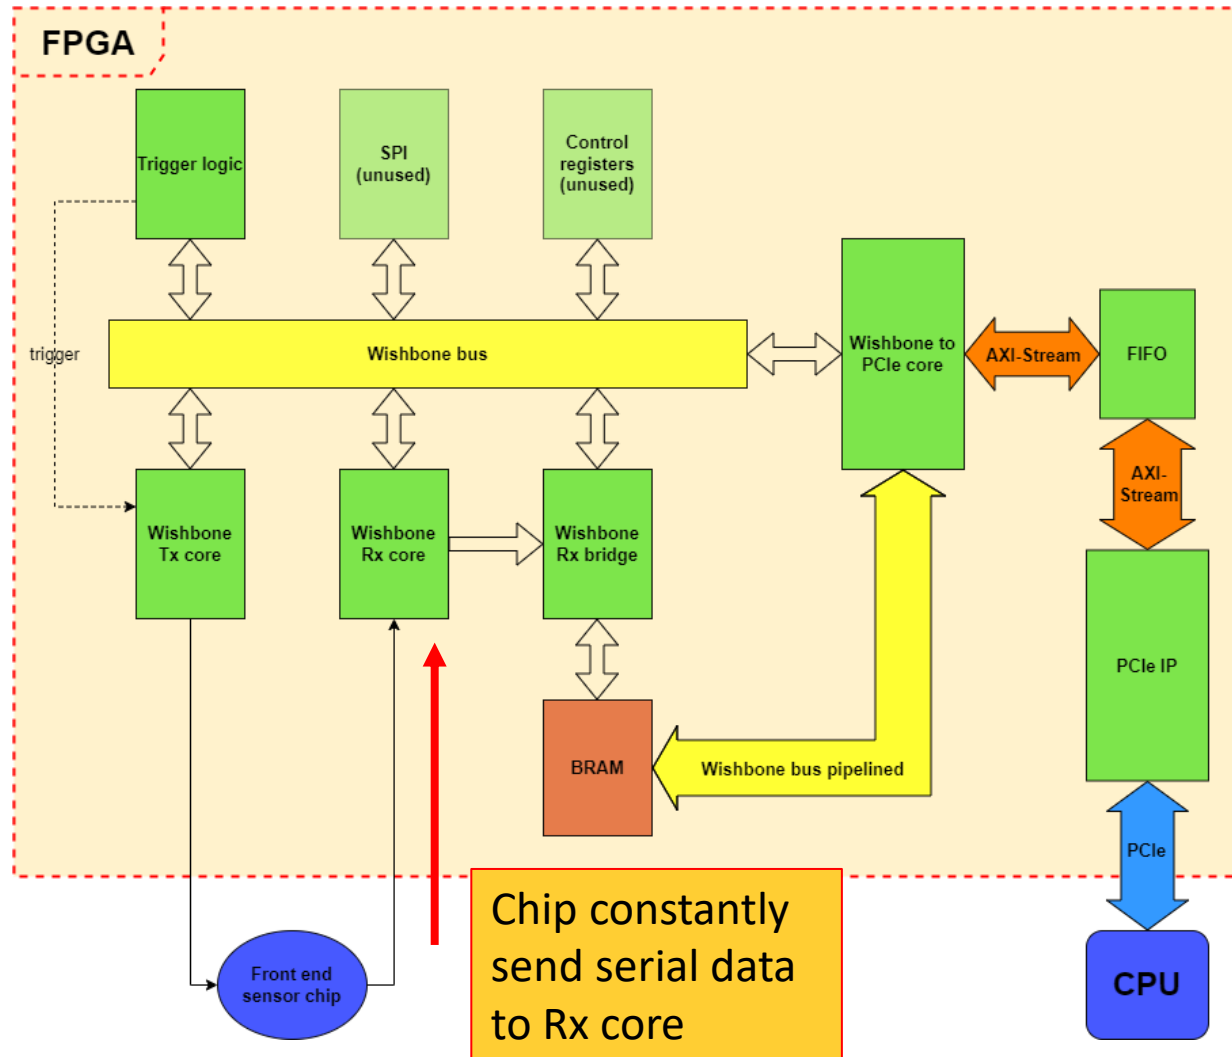 FPGA
Trigger logic
SPI
(unused)
Control
registers
(unused)
trigger
Wishbone bus
Wishbone to
PCIe core
AXI-Stream
FIFO
AXI-
Stream
Wishbone
Tx core
Wishbone
Rx core
Wishbone
Rx bridge
PCIe IP
BRAM
Wishbone bus pipelined
PCIe
Chip constantly
send serial data
to Rx core
Front end
sensor chip
CPU